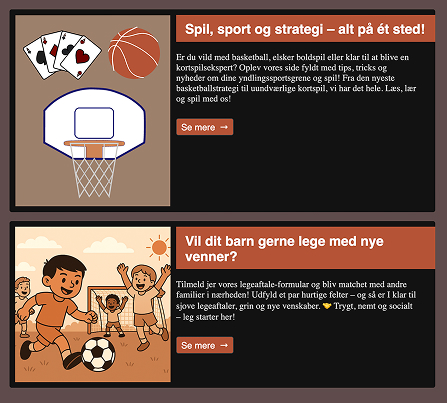 Spil, sport og strategi – alt på ét sted!
Er du vild med basketball, elsker boldspil eller klar til at blive en
kortspilsekspert? Oplev vores side fyldt med tips, tricks og
nyheder om dine yndlingssportsgrene og spil! Fra den nyeste
basketballstrategi til uundværlige kortspil, vi har det hele. Læs, lær
og spil med os!
Se mere →
Vil dit barn gerne lege med nye
venner?
Tilmeld jer vores legeaftale-formular og bliv matchet med andre
familier i nærheden! Udfyld et par hurtige felter – og så er I klar til
sjove legeaftaler, grin og nye venskaber. 🤝 Trygt, nemt og socialt
– leg starter her!
Se mere →